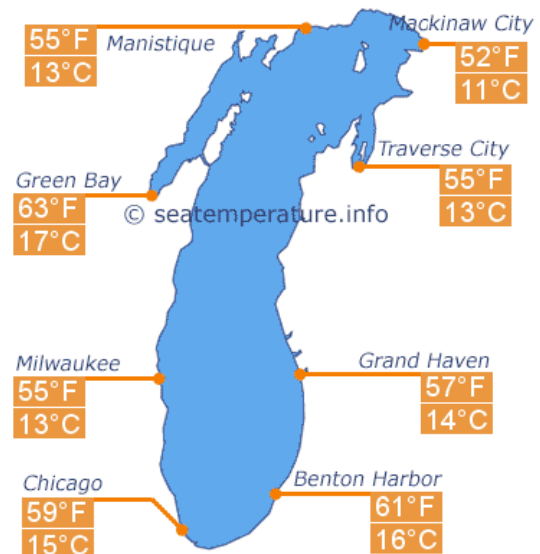 Mackinaw City
52°F
11°C
55°F
13°C
Manistique
Traverse City
55°F
13°C
Green Bay
63°F
17°C
© seatemperature.info
Milwaukee
55°F
13°C
Grand Haven
57°F
14°C
Chicago
59°F
15°C
Benton Harbor
61°F
16°C